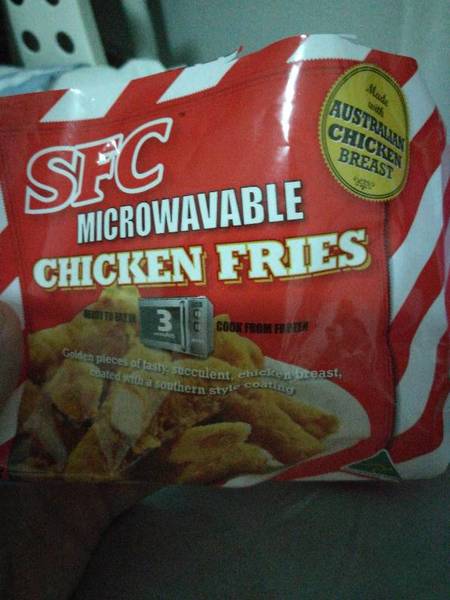 Made
with
AUSTRALIAN
CHICKEN
BREAST
SFC
MICROWAVABLE
CHICKEN FRIES
READY TO EAT IN
3
COOK FROM FROZEN
Golden pieces of tasty, succulent, chicken breast,
coated with a southern style coating